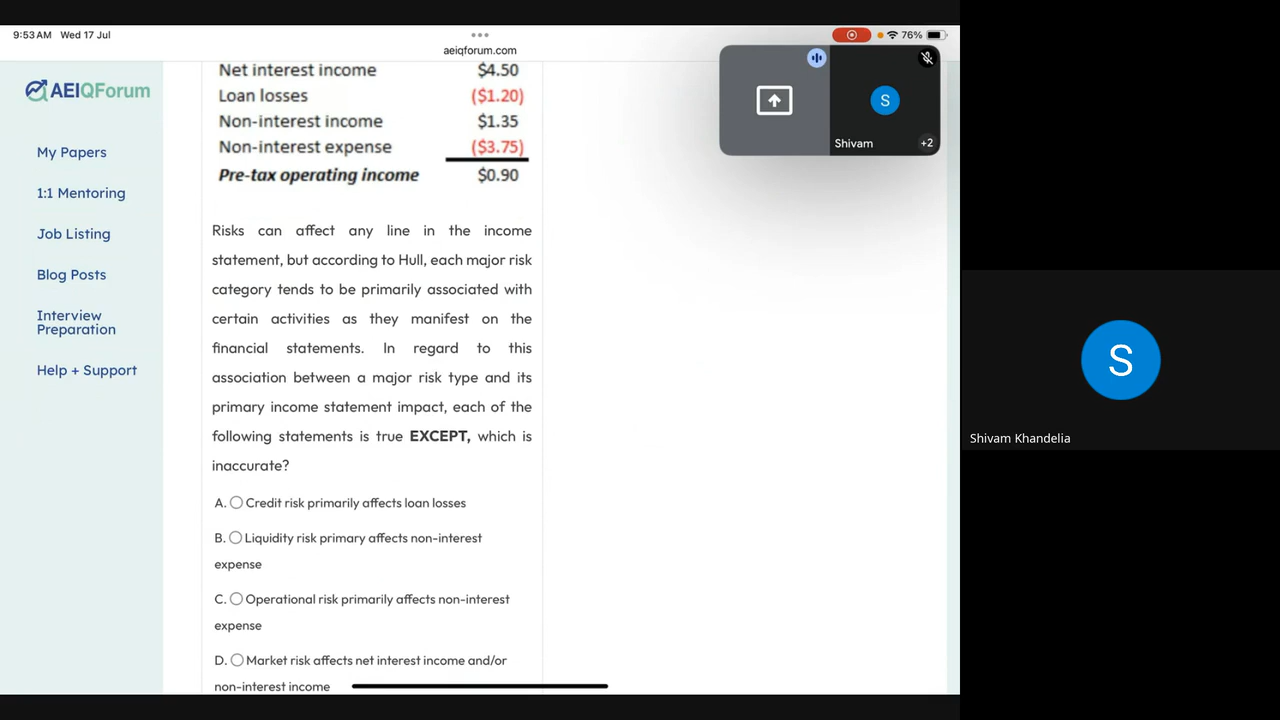 9:53 AM Wed 17 Jul
76%
aeiqforum.com
AEIQForum
My Papers
1:1 Mentoring
Job Listing
Blog Posts
Interview
Preparation
Help + Support
Net interest income $4.50
Loan losses ($1.20)
Non-interest income $1.35
Non-interest expense ($3.75)
Pre-tax operating income $0.90
Risks can affect any line in the income
statement, but according to Hull, each major risk
category tends to be primarily associated with
certain activities as they manifest on the
financial statements. In regard to this
association between a major risk type and its
primary income statement impact, each of the
following statements is true EXCEPT, which is
inaccurate?
A. Credit risk primarily affects loan losses
B. Liquidity risk primary affects non-interest
expense
C. Operational risk primarily affects non-interest
expense
D. Market risk affects net interest income and/or
non-interest income
S
Shivam
+2
S
Shivam Khandelia